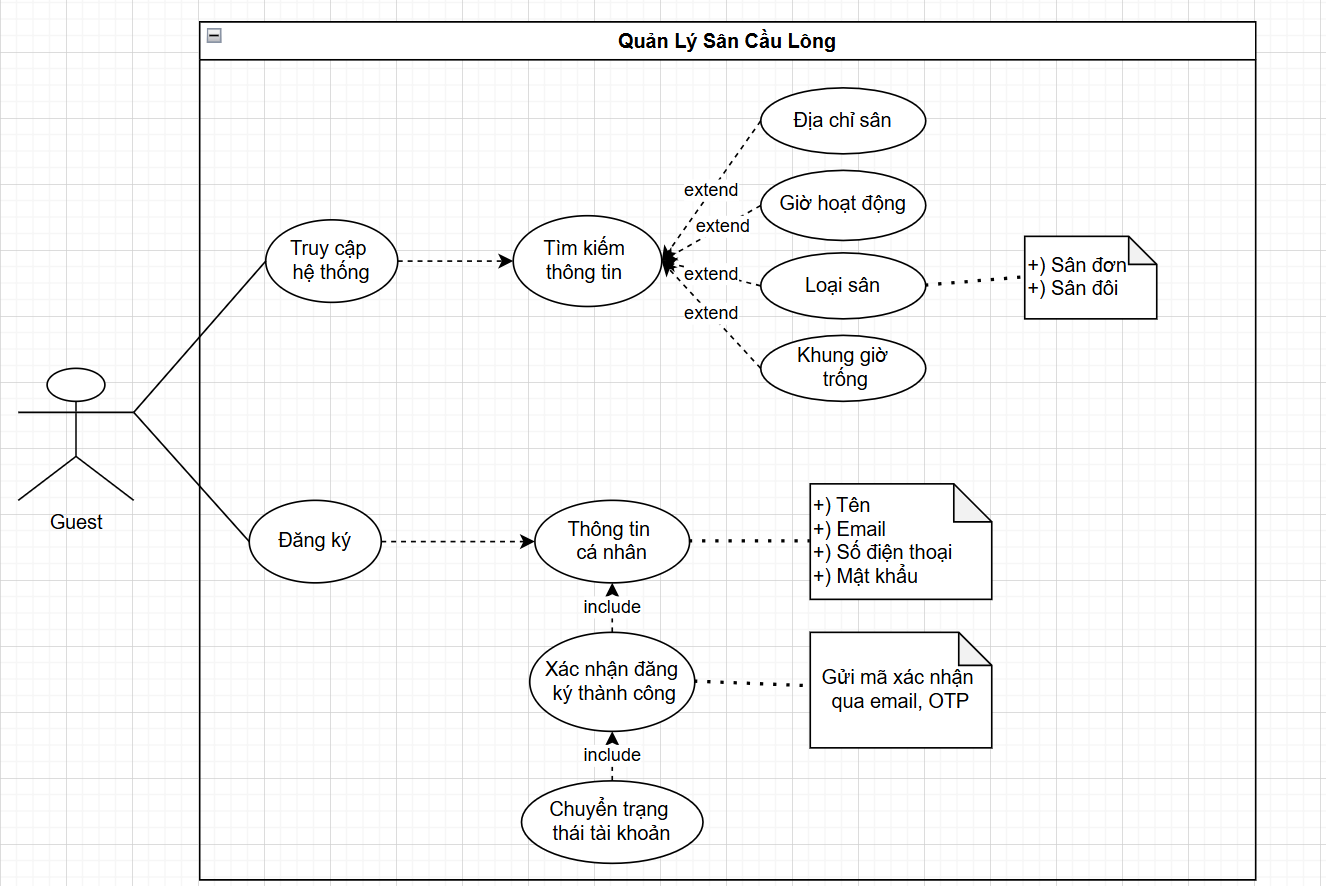 Quản Lý Sân Cầu Lông
Địa chỉ sân
extend
Giờ hoạt động
extend
Truy cập
hệ thống
Tìm kiếm
thông tin
extend
Loại sân
+) Sân đơn
+) Sân đôi
extend
Khung giờ
trống
Guest
Đăng ký
Thông tin
cá nhân
+) Tên
+) Email
+) Số điện thoại
+) Mật khẩu
include
Xác nhận đăng
ký thành công
Gửi mã xác nhận
qua email, OTP
include
Chuyển trạng
thái tài khoản